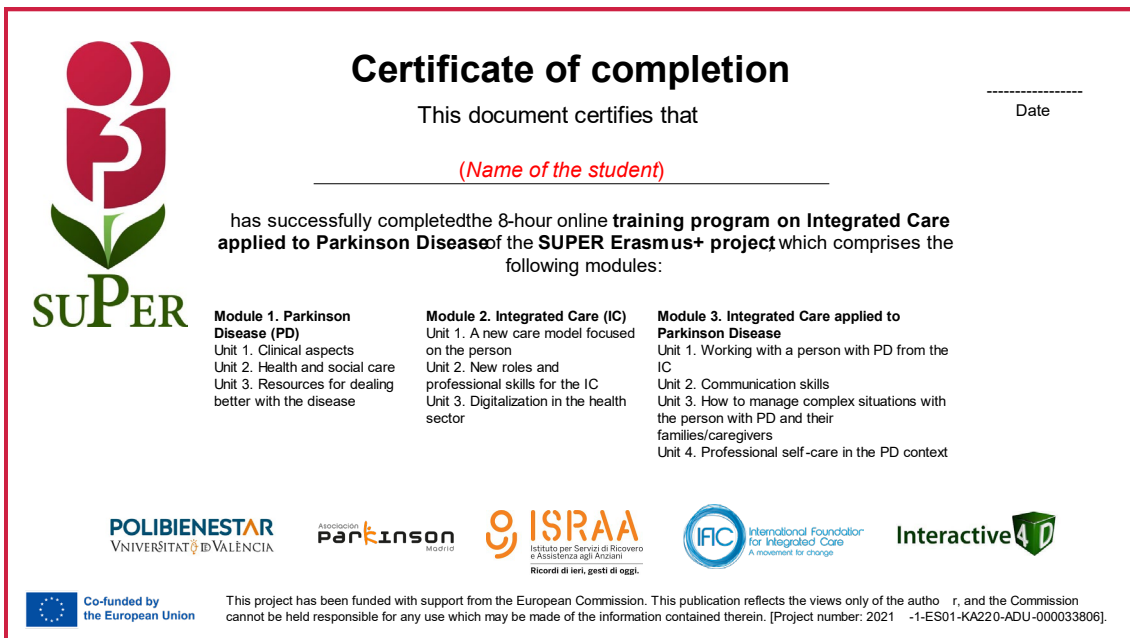 Certificate of completion
This document certifies that
-----------------
Date
(Name of the student)
has successfully completedthe 8-hour online training program on Integrated Care
applied to Parkinson Disease of the SUPER Erasmus+ project, which comprises the
following modules:
SUPER
Module 1. Parkinson
Disease (PD)
Unit 1. Clinical aspects
Unit 2. Health and social care
Unit 3. Resources for dealing
better with the disease
Module 2. Integrated Care (IC)
Unit 1. A new care model focused
on the person
Unit 2. New roles and
professional skills for the IC
Unit 3. Digitalization in the health
sector
Module 3. Integrated Care applied to
Parkinson Disease
Unit 1. Working with a person with PD from the
IC
Unit 2. Communication skills
Unit 3. How to manage complex situations with
the person with PD and their
families/caregivers
Unit 4. Professional self-care in the PD context
POLIBIENESTAR
VNIVERSITAT ID VALÈNCIA
Asociación
parkinson
Madrid
ISRAA
Istituto per Servizi di Ricovero
e Assistenza agli Anziani
Ricordi di ieri, gesti di oggi.
IFIC
International Foundation
for Integrated Care
A movement for change
Interactive4D
Co-funded by
the European Union
This project has been funded with support from the European Commission. This publication reflects the views only of the autho r, and the Commission
cannot be held responsible for any use which may be made of the information contained therein. [Project number: 2021 -1-ES01-KA220-ADU-000033806].